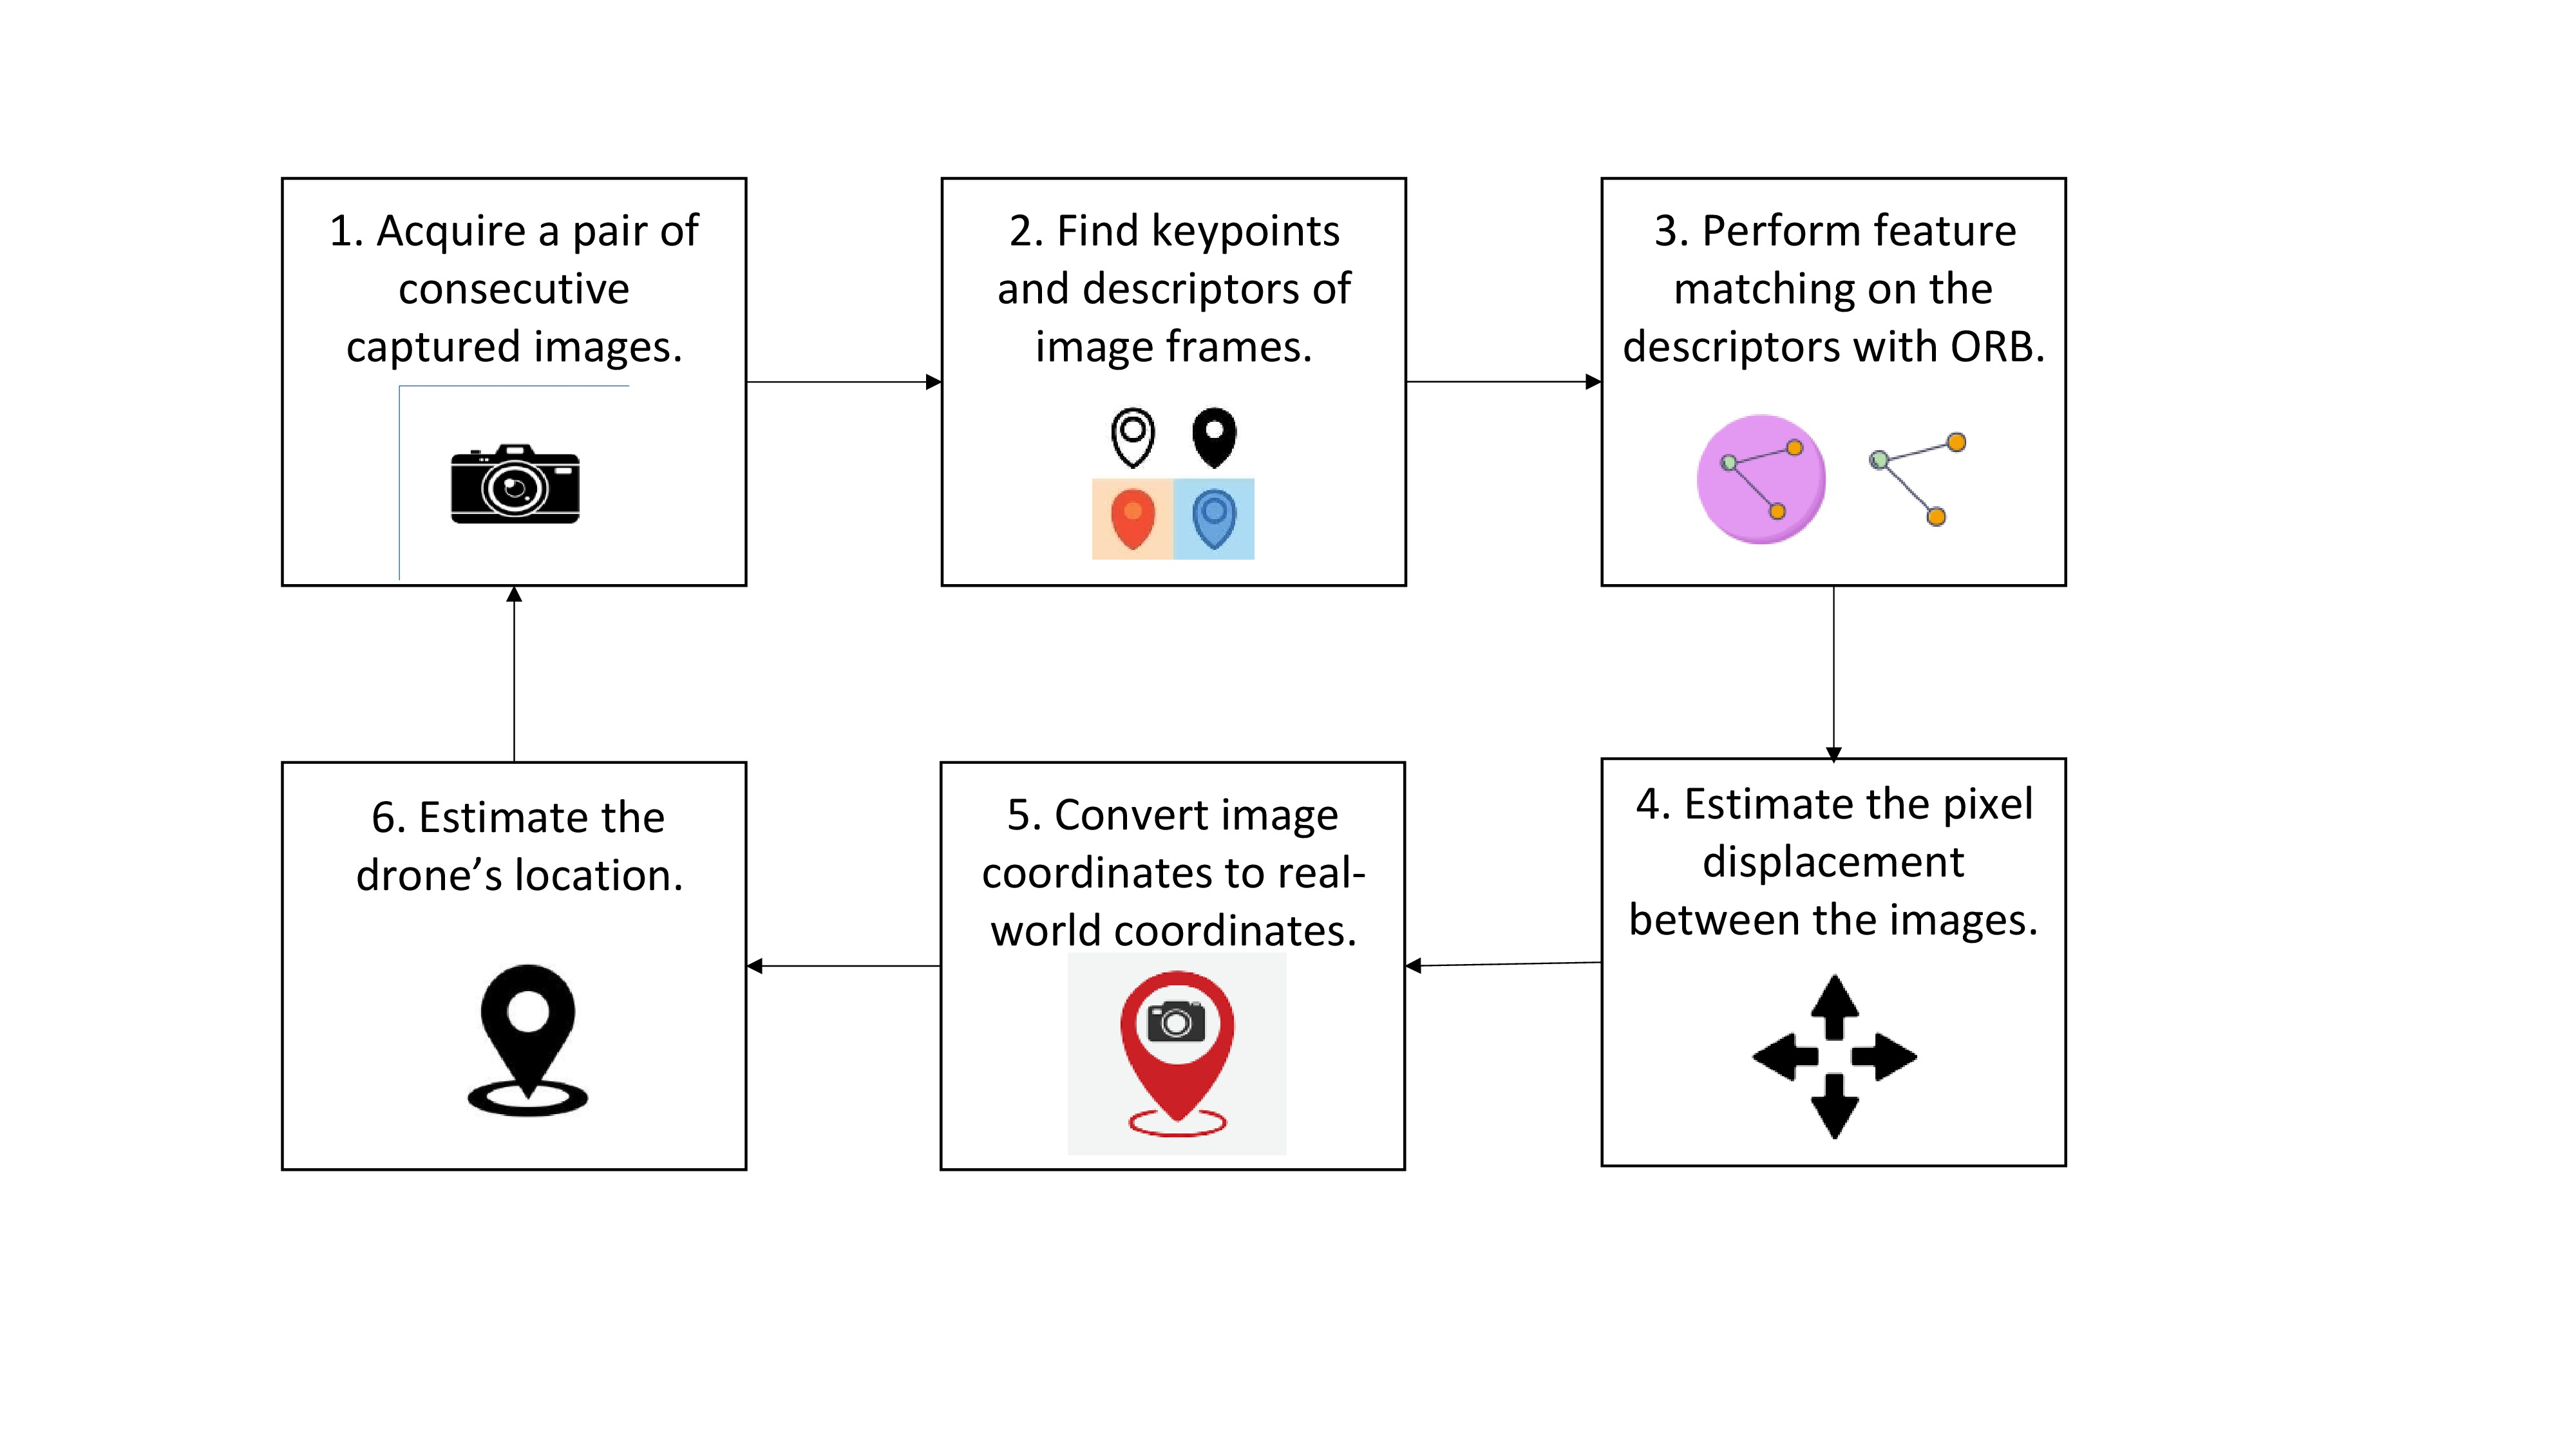 1. Acquire a pair of
consecutive
captured images.
2. Find keypoints
and descriptors of
image frames.
3. Perform feature
matching on the
descriptors with ORB.
4. Estimate the pixel
displacement
between the images.
5. Convert image
coordinates to real-
world coordinates.
6. Estimate the
drone’s location.